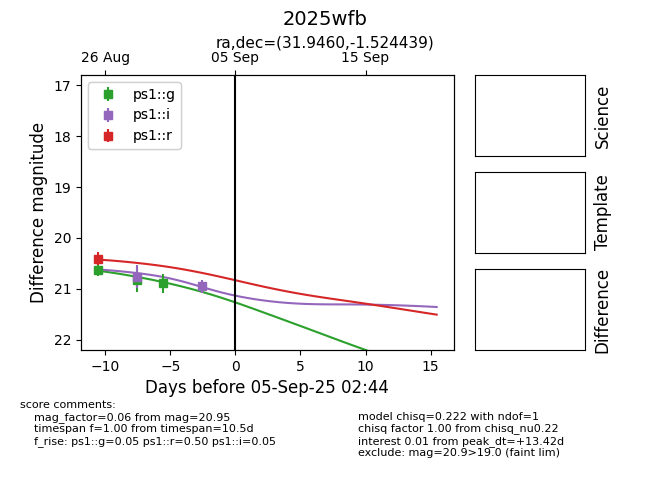 2025wfb
ra,dec=(31.9460,-1.524439)
26 Aug
05 Sep
15 Sep
17
18
19
20
21
22
Difference magnitude
ps1::g
ps1::i
ps1::r
−10
−5
0
5
10
15
Days before 05-Sep-25 02:44
Science
Template
Difference
score comments:
mag_factor=0.06 from mag=20.95
timespan f=1.00 from timespan=10.5d
f_rise: ps1::g=0.05 ps1::r=0.50 ps1::i=0.05
model chisq=0.222 with ndof=1
chisq factor 1.00 from chisq_nu0.22
interest 0.01 from peak_dt=+13.42d
exclude: mag=20.9>19.0 (faint lim)